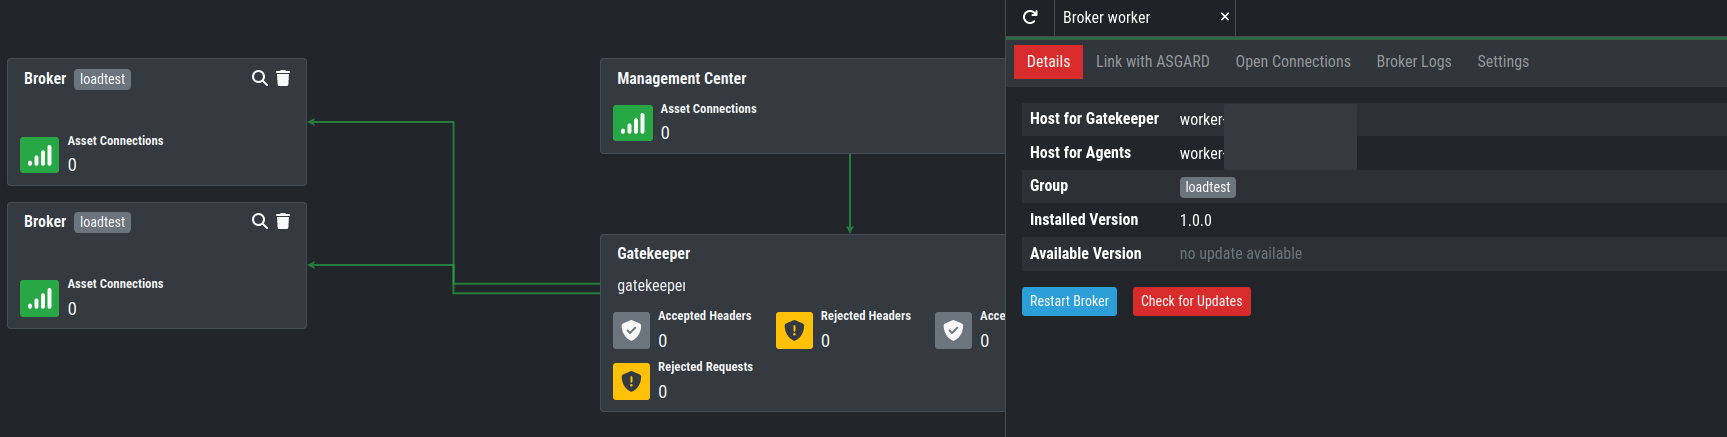 Broker loadtest
Asset Connections
0
Broker loadtest
Asset Connections
0
Management Center
Asset Connections
0
Gatekeeper
gatekeeper
Accepted Headers
0
Rejected Headers
0
Acce
0
Rejected Requests
0
Broker worker
Details Link with ASGARD Open Connections Broker Logs Settings
Host for Gatekeeper worker-
Host for Agents worker-
Group loadtest
Installed Version 1.0.0
Available Version no update available
Restart Broker Check for Updates